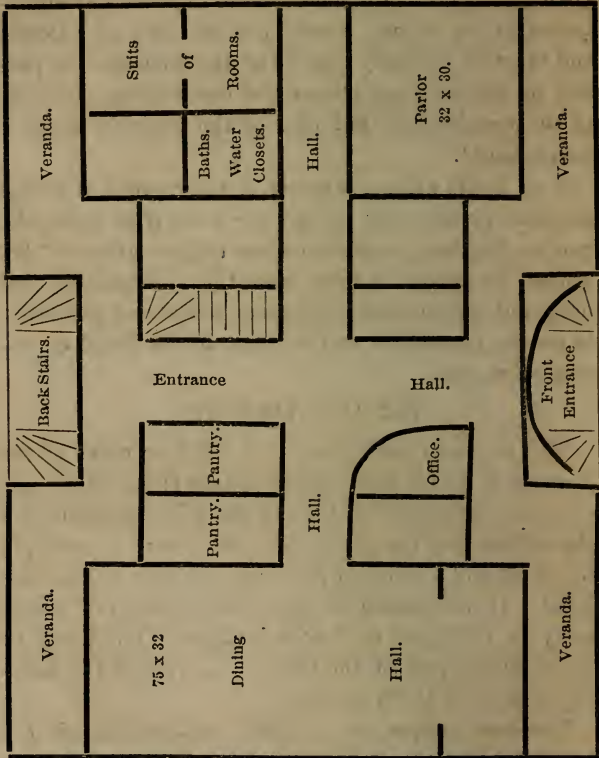 Veranda.
Suits
of
Rooms.
Baths.
Water
Closets.
Hall.
Parlor
32 x 30.
Veranda.
Back Stairs.
Entrance Hall.
Front
Entrance
Pantry.
Pantry.
Hall.
Office.
Veranda.
75 x 32
Dining
Hall.
Veranda.